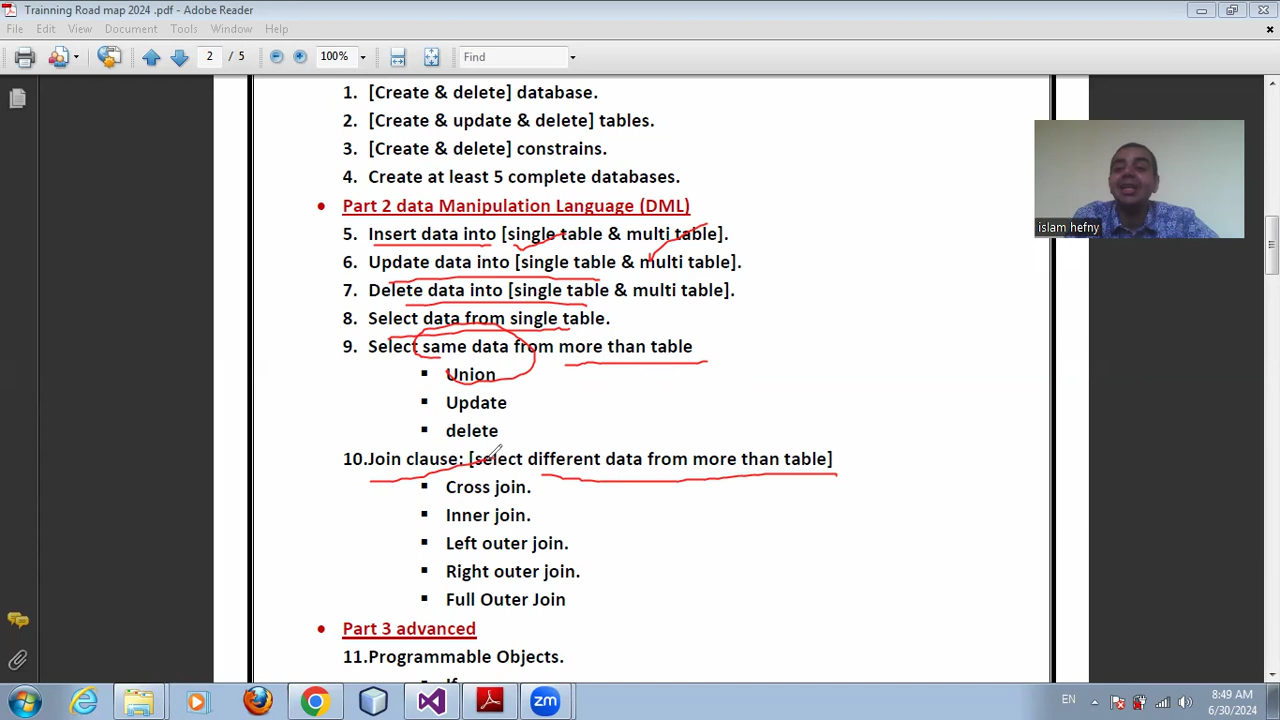 Trainning Road map 2024 .pdf - Adobe Reader
File Edit View Document Tools Window Help
2 / 5 100% Find
1. [Create & delete] database.
2. [Create & update & delete] tables.
3. [Create & delete] constrains.
4. Create at least 5 complete databases.
Part 2 data Manipulation Language (DML)
5. Insert data into [single table & multi table].
6. Update data into [single table & multi table].
7. Delete data into [single table & multi table].
8. Select data from single table.
9. Select same data from more than table
Union
Update
delete
10.Join clause: [select different data from more than table]
Cross join.
Inner join.
Left outer join.
Right outer join.
Full Outer Join
Part 3 advanced
11.Programmable Objects.
If
islam hefny
zm
EN
8:49 AM
6/30/2024